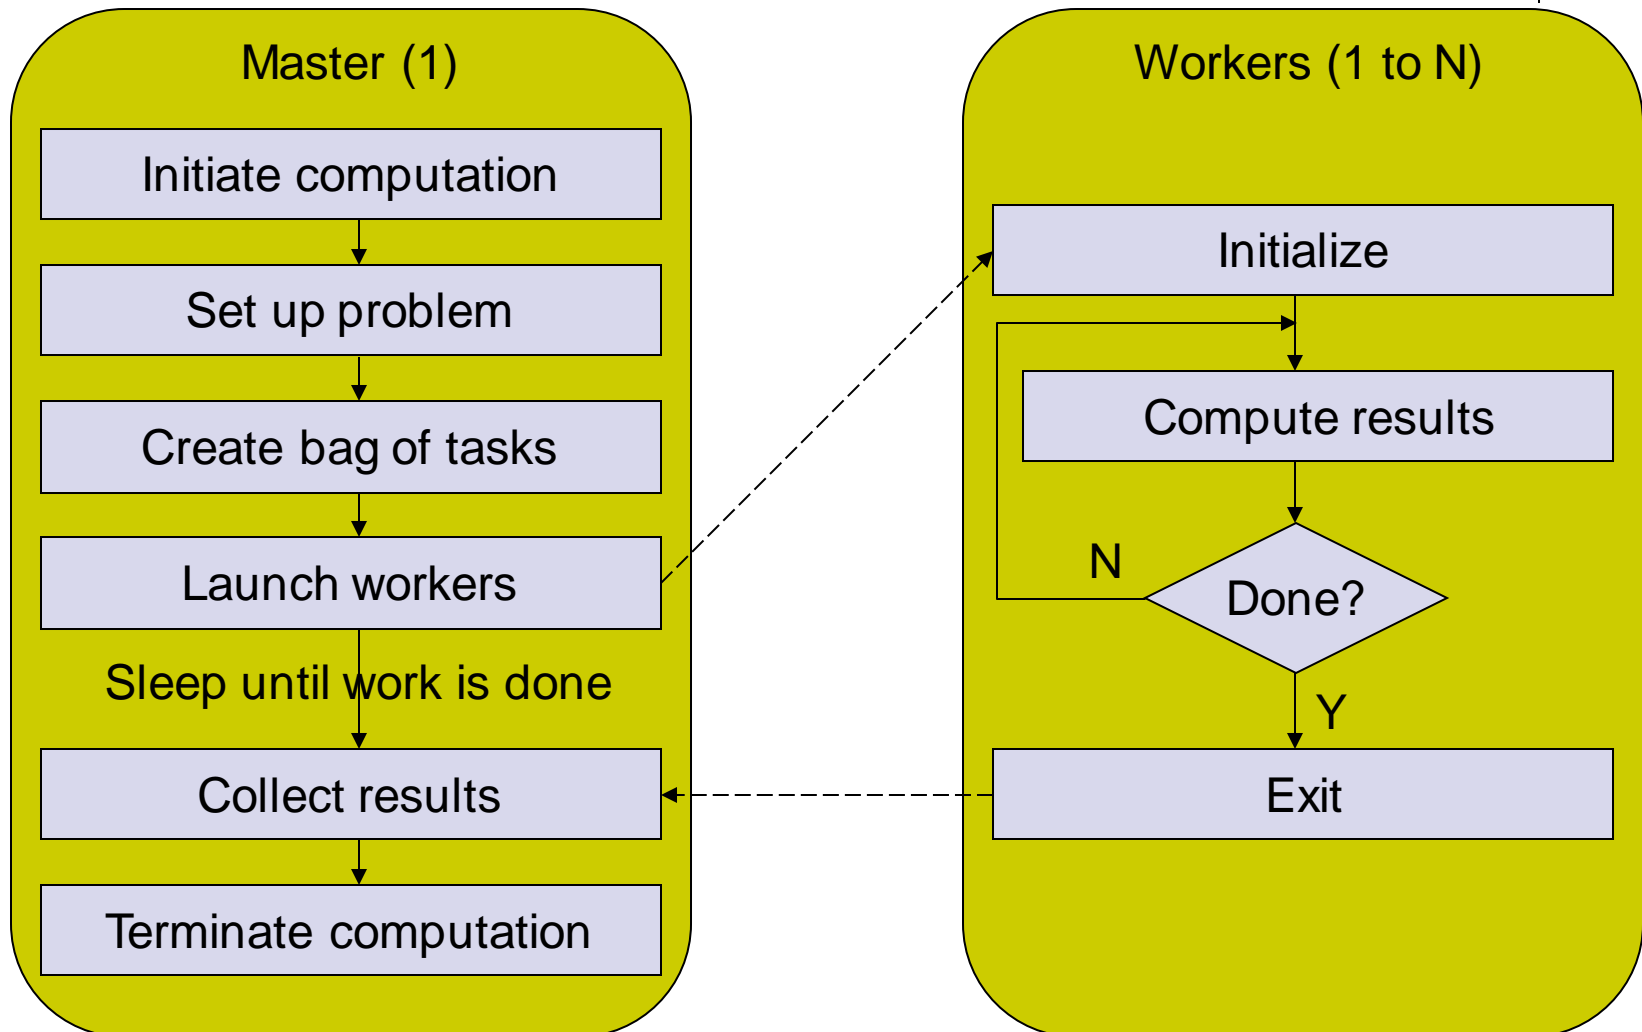 Master (1)
Initiate computation
Set up problem
Create bag of tasks
Launch workers
Sleep until work is done
Collect results
Terminate computation
Workers (1 to N)
Initialize
Compute results
N
Done?
Y
Exit